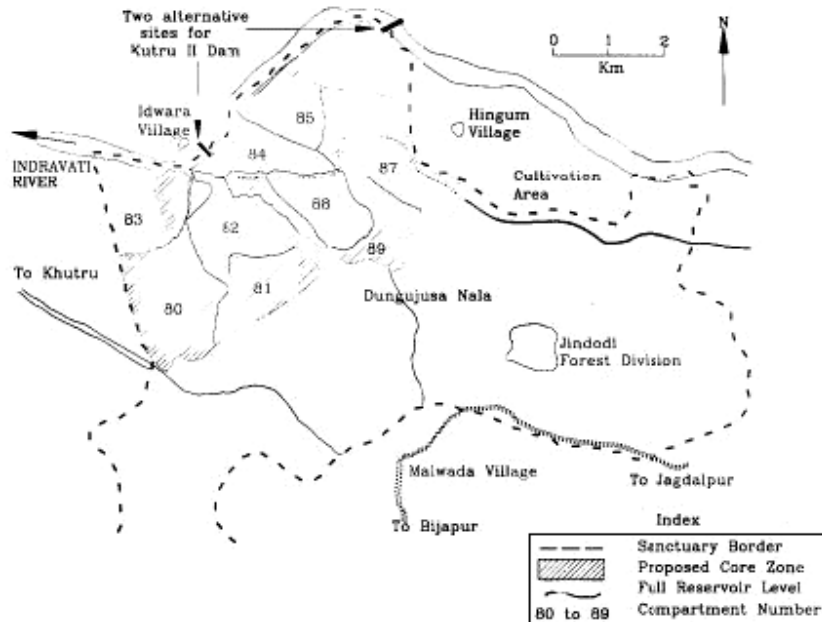 Two alternative
sites for
Kutru II Dam
0 1 2
Km
N
Idwara
Village
Hingum
Village
INDRAVATI
RIVER
Cultivation
Area
85
84
87
83
82
88
89
81
80
To Khutru
Dungujusa Nala
Jindodi
Forest Division
Malwada Village
To Jagdalpur
To Bijapur
Index
Sanctuary Border
Proposed Core Zone
Full Reservoir Level
80 to 89 Compartment Number